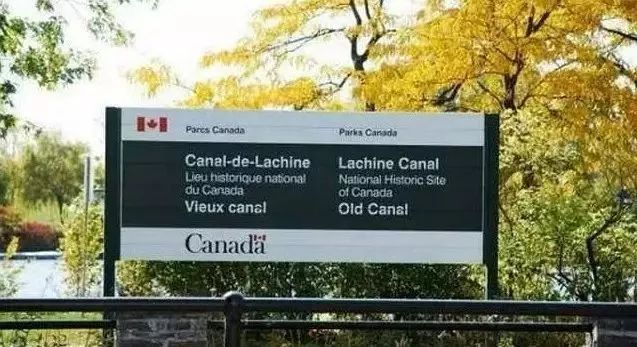 Parcs Canada
Parks Canada
Canal-de-Lachine
Lieu historique national
du Canada
Vieux canal
Lachine Canal
National Historic Site
of Canada
Old Canal
Canada